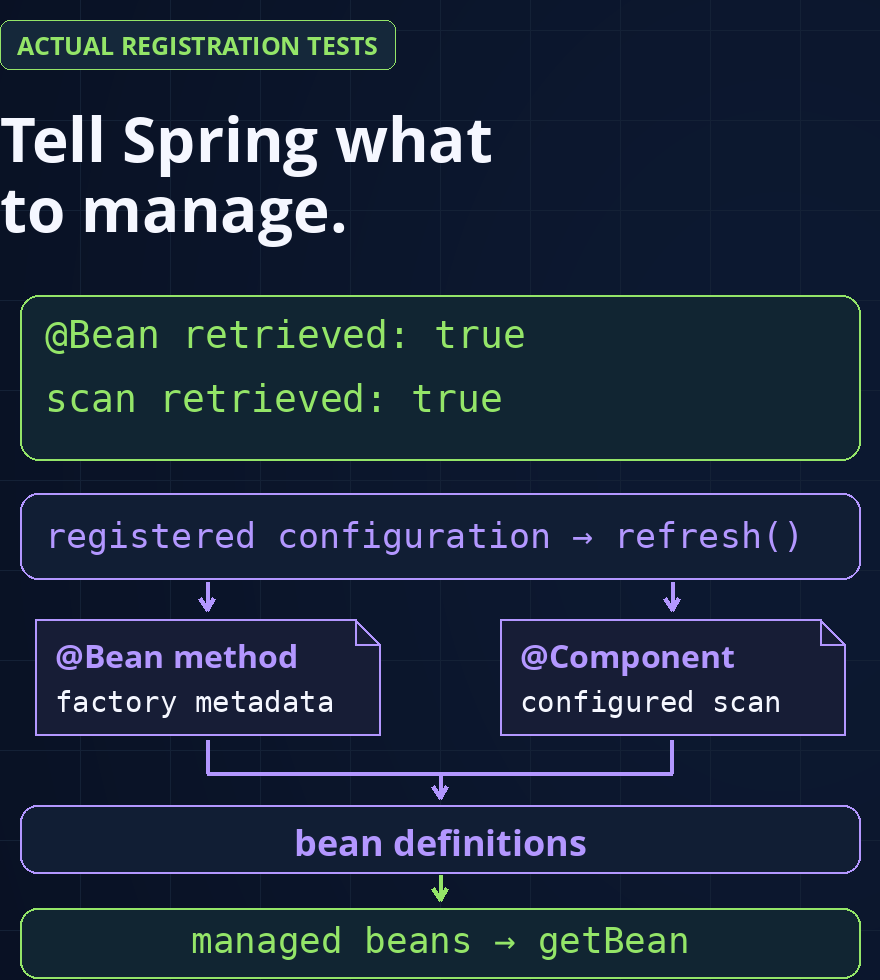 ACTUAL REGISTRATION TESTS
Tell Spring what
to manage.
@Bean retrieved: true
scan retrieved: true
registered configuration → refresh()
@Bean method
factory metadata
@Component
configured scan
bean definitions
managed beans → getBean